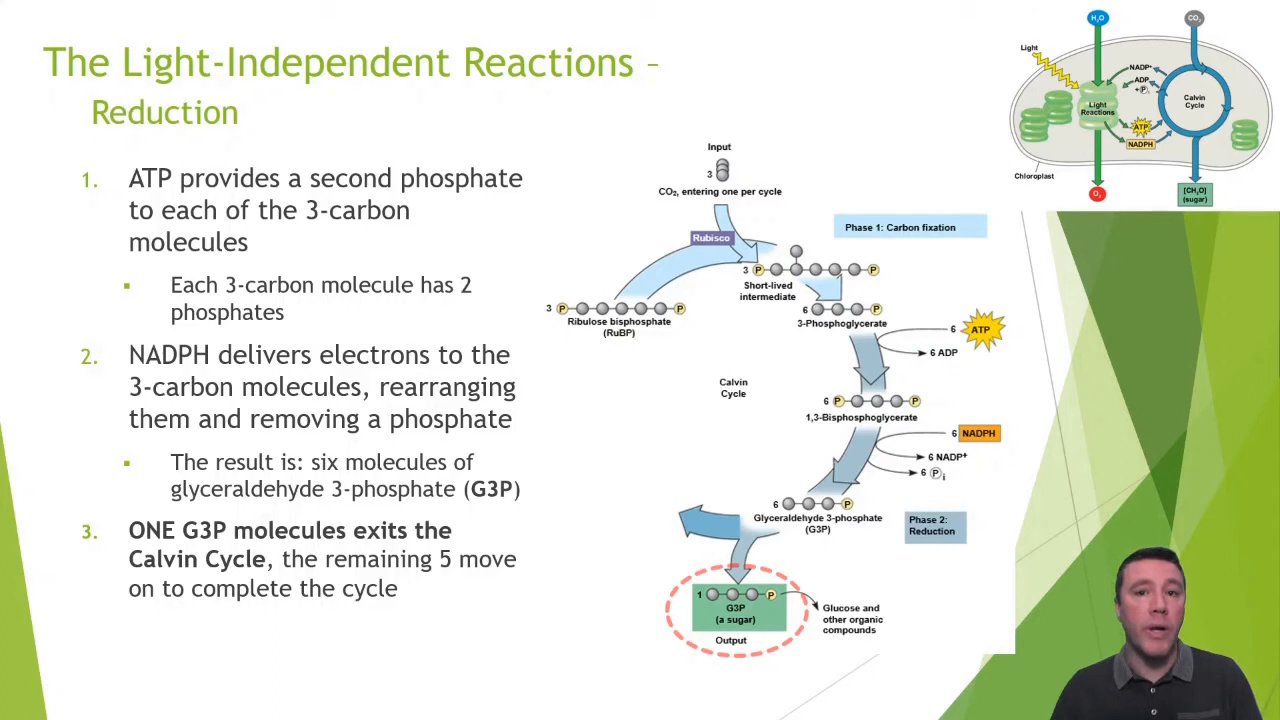 The Light-Independent Reactions –
Reduction
1. ATP provides a second phosphate
to each of the 3-carbon
molecules
▪ Each 3-carbon molecule has 2
phosphates
2. NADPH delivers electrons to the
3-carbon molecules, rearranging
them and removing a phosphate
▪ The result is: six molecules of
glyceraldehyde 3-phosphate (G3P)
3. ONE G3P molecules exits the
Calvin Cycle, the remaining 5 move
on to complete the cycle
Input
3
CO₂, entering one per cycle
Rubisco
Phase 1: Carbon fixation
3 P P
Short-lived
intermediate
3 P P
Ribulose bisphosphate
(RuBP)
6 P
3-Phosphoglycerate
6 ATP
6 ADP
Calvin
Cycle
6 P P
1,3-Bisphosphoglycerate
6 NADPH
6 NADP+
6 Pi
6 P
Glyceraldehyde 3-phosphate
(G3P)
Phase 2:
Reduction
1 P
G3P
(a sugar)
Output
Glucose and
other organic
compounds
H₂O
CO₂
Light
NADP+
ADP
+ Pi
Light
Reactions
Calvin
Cycle
ATP
NADPH
Chloroplast
O₂
[CH₂O]
(sugar)